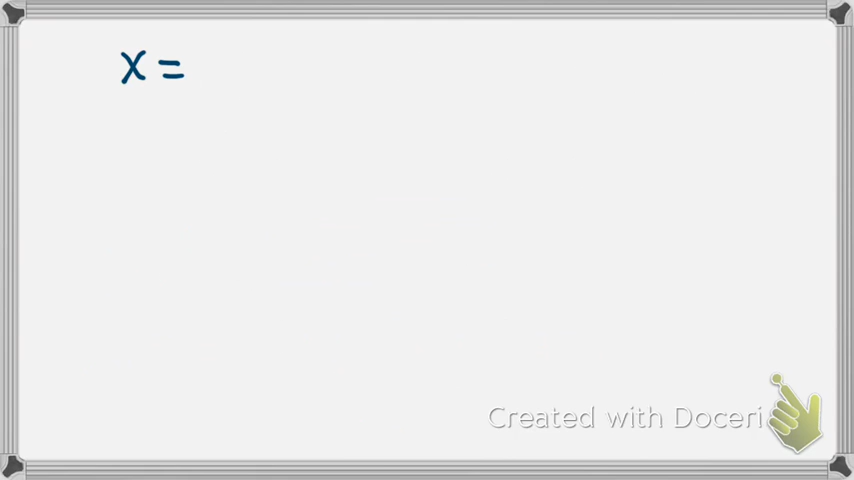 x =
Created with Doceri